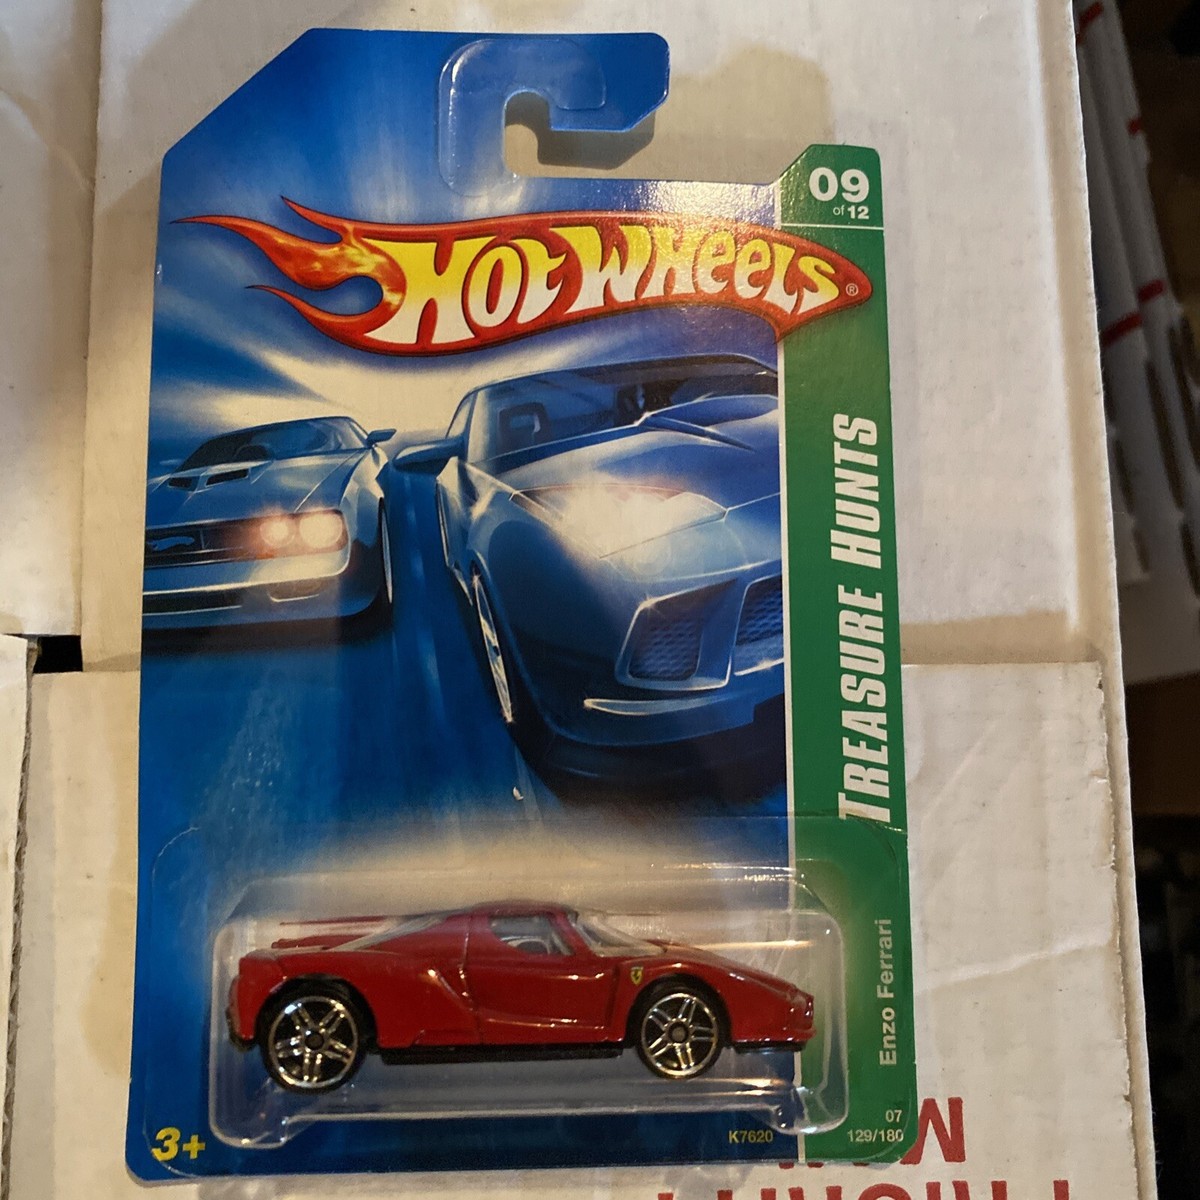 09
of 12
HOT WHEELS®
TREASURE HUNTS
Enzo Ferrari
3+
K7620
07
129/180